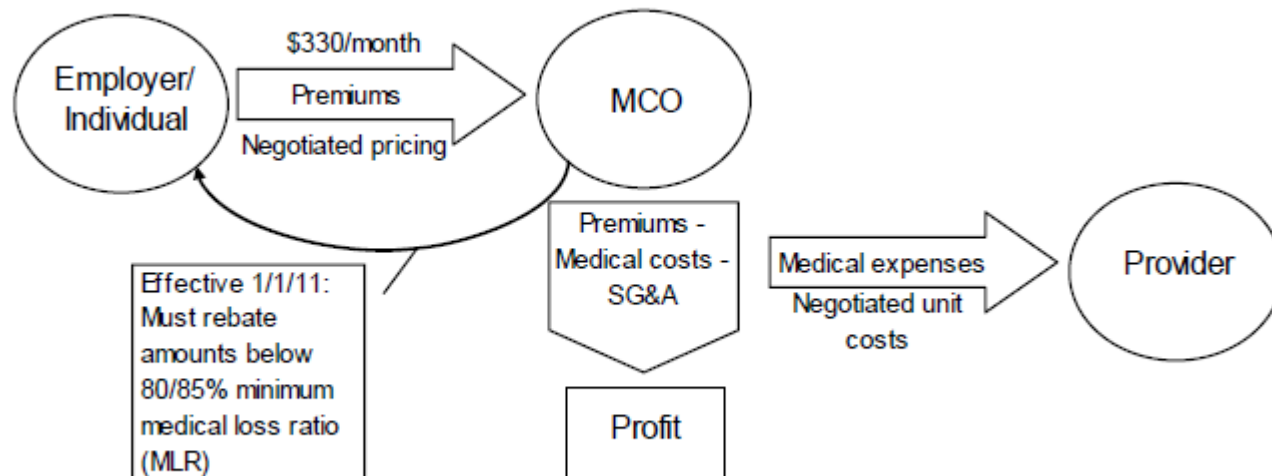 $330/month
Employer/
Individual
Premiums
Negotiated pricing
MCO
Premiums -
Medical costs -
SG&A
Medical expenses
Negotiated unit
costs
Provider
Effective 1/1/11:
Must rebate
amounts below
80/85% minimum
medical loss ratio
(MLR)
Profit